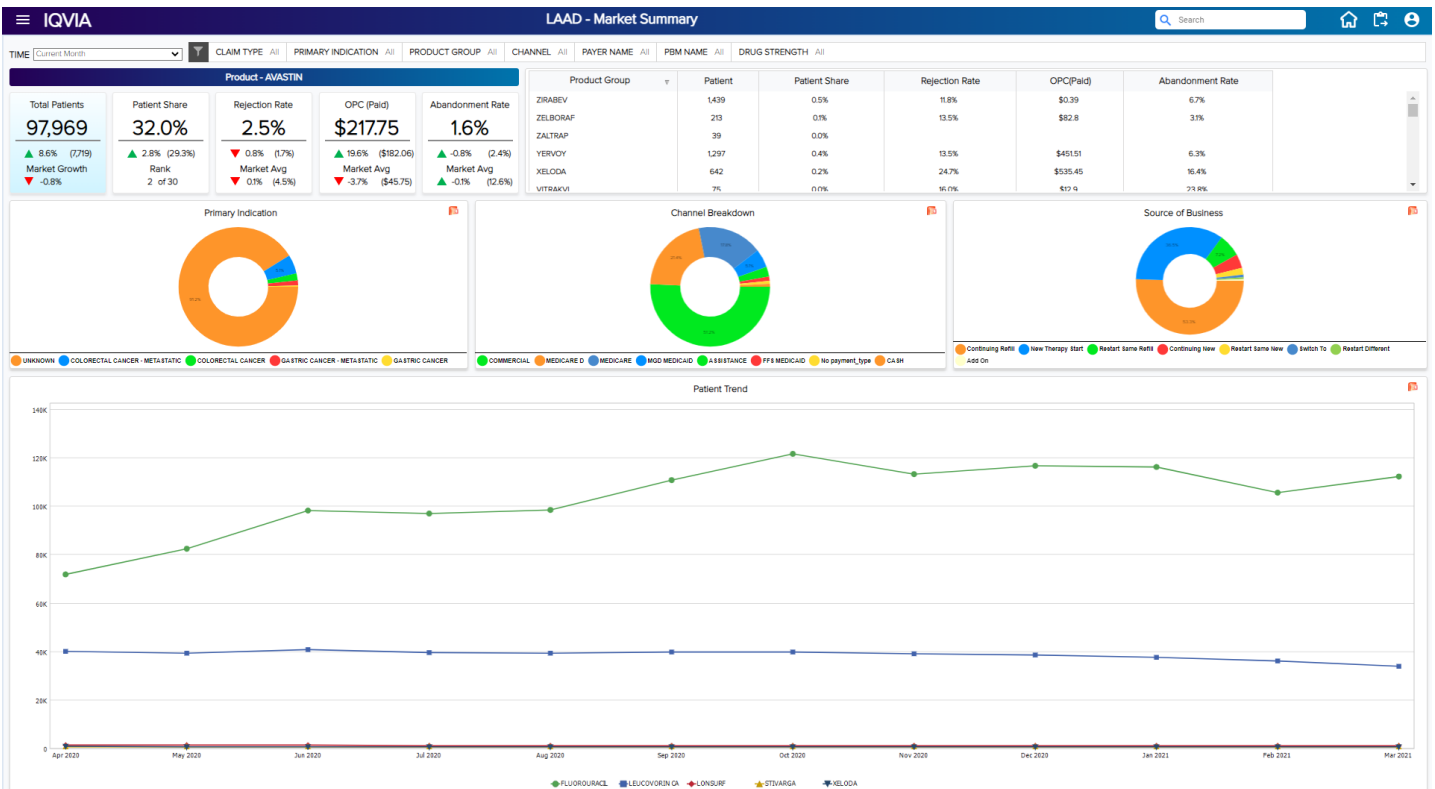 IQVIA
LAAD - Market Summary
Search
TIME Current Month
CLAIM TYPE All PRIMARY INDICATION All PRODUCT GROUP All CHANNEL All PAYER NAME All PBM NAME All DRUG STRENGTH All
Product - AVASTIN
Total Patients
97,969
8.6% (7,719)
Market Growth
-0.8%
Patient Share
32.0%
2.8% (29.3%)
Rank
2 of 30
Rejection Rate
2.5%
0.8% (1.7%)
Market Avg
0.1% (4.5%)
OPC (Paid)
$217.75
19.6% ($182.06)
Market Avg
-3.7% ($45.75)
Abandonment Rate
1.6%
-0.8% (2.4%)
Market Avg
-0.1% (12.6%)
Product Group Patient Patient Share Rejection Rate OPC(Paid) Abandonment Rate
ZIRABEV 1,439 0.5% 11.8% $0.39 6.7%
ZELBORAF 213 0.1% 13.5% $82.8 3.1%
ZALTRAP 39 0.0%
YERVOY 1,297 0.4% 13.5% $451.51 6.3%
XELODA 642 0.2% 24.7% $535.45 16.4%
VITRAKVI 75 0.0% 16.0% $12.9 23.8%
Primary Indication
UNKNOWN COLORECTAL CANCER - METASTATIC COLORECTAL CANCER GASTRIC CANCER - METASTATIC GASTRIC CANCER
Channel Breakdown
COMMERCIAL MEDICARE D MEDICARE MGD MEDICAID ASSISTANCE FFS MEDICAID No payment_type CASH
Source of Business
Continuing Refill New Therapy Start Restart Same Refill Continuing New Restart Same New Switch To Restart Different
Add On
Patient Trend
140K
120K
100K
80K
60K
40K
20K
0
Apr 2020 May 2020 Jun 2020 Jul 2020 Aug 2020 Sep 2020 Oct 2020 Nov 2020 Dec 2020 Jan 2021 Feb 2021 Mar 2021
FLUOROURACIL LEUCOVORIN CA LONSURF STIVARGA XELODA